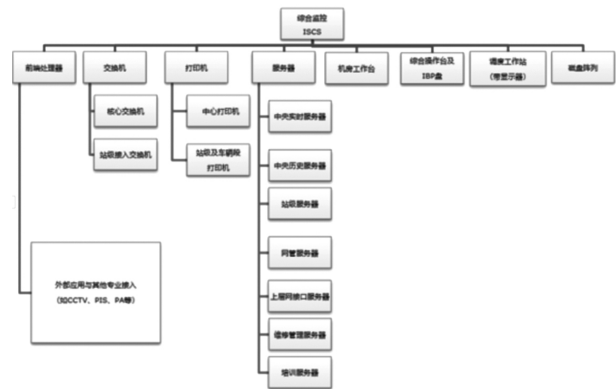 综合监控
ISCS
前端处理器
交换机
打印机
服务器
机房工作台
综合操作台及
IBP盘
调度工作站
(带显示器)
磁盘阵列
核心交换机
站级接入交换机
中心打印机
站级及车辆段
打印机
中央实时服务器
中央历史服务器
站级服务器
网管服务器
上层网接口服务器
维修管理服务器
培训服务器
外部应用与其他专业接入
(如CCTV、PIS、PA等)